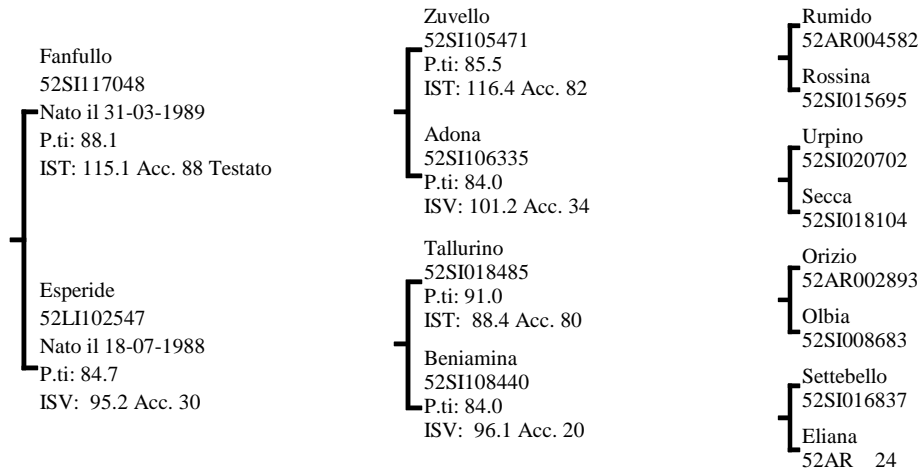 Fanfullo
52SI117048
Nato il 31-03-1989
P.ti: 88.1
IST: 115.1 Acc. 88 Testato
Esperide
52LI102547
Nato il 18-07-1988
P.ti: 84.7
ISV: 95.2 Acc. 30
Zuvello
52SI105471
P.ti: 85.5
IST: 116.4 Acc. 82
Adona
52SI106335
P.ti: 84.0
ISV: 101.2 Acc. 34
Tallurino
52SI018485
P.ti: 91.0
IST: 88.4 Acc. 80
Beniamina
52SI108440
P.ti: 84.0
ISV: 96.1 Acc. 20
Rumido
52AR004582
Rossina
52SI015695
Urpino
52SI020702
Secca
52SI018104
Orizio
52AR002893
Olbia
52SI008683
Settebello
52SI016837
Eliana
52AR 24